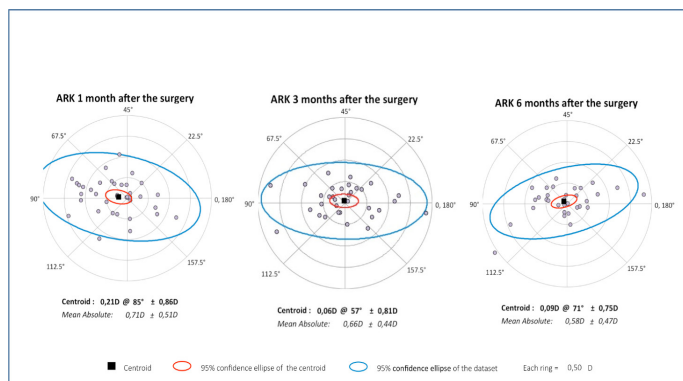 ARK 1 month after the surgery
45°
67.5°
22.5°
90°
0, 180°
112.5°
157.5°
Centroid : 0,21D @ 85° ± 0,86D
Mean Absolute: 0,71D ± 0,51D
ARK 3 months after the surgery
45°
67.5°
22.5°
90°
0, 180°
112.5°
157.5°
Centroid : 0,06D @ 57° ± 0,81D
Mean Absolute: 0,66D ± 0,44D
ARK 6 months after the surgery
45°
67.5°
22.5°
90°
0, 180°
112.5°
157.5°
Centroid : 0,09D @ 71° ± 0,75D
Mean Absolute: 0,58D ± 0,47D
Centroid
95% confidence ellipse of the centroid
95% confidence ellipse of the dataset
Each ring = 0,50 D